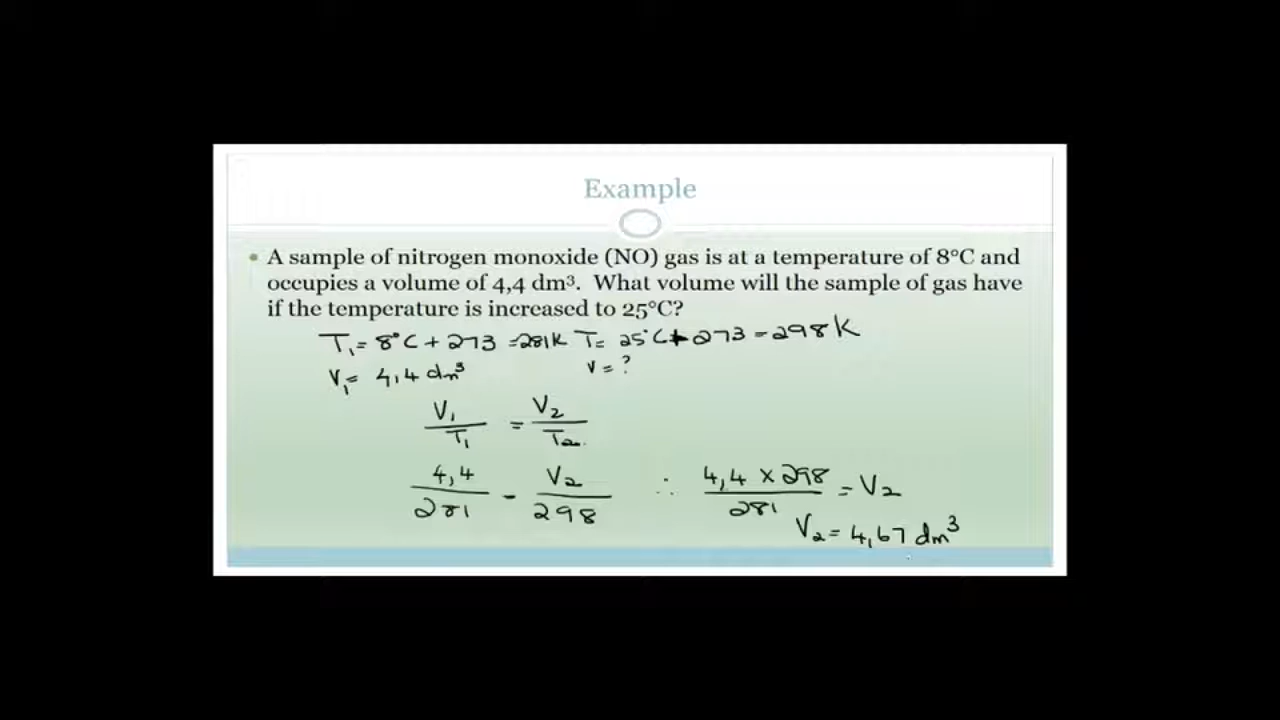 Example
• A sample of nitrogen monoxide (NO) gas is at a temperature of 8°C and
occupies a volume of 4,4 dm³. What volume will the sample of gas have
if the temperature is increased to 25°C?
T₁ = 8°C + 273 = 281K T = 25°C + 273 = 298K
V₁ = 4,4 dm³ V = ?
V₁/T₁ = V₂/T₂
4,4/281 - V₂/298 ∴ 4,4 × 298/281 = V₂
V₂ = 4,67 dm³